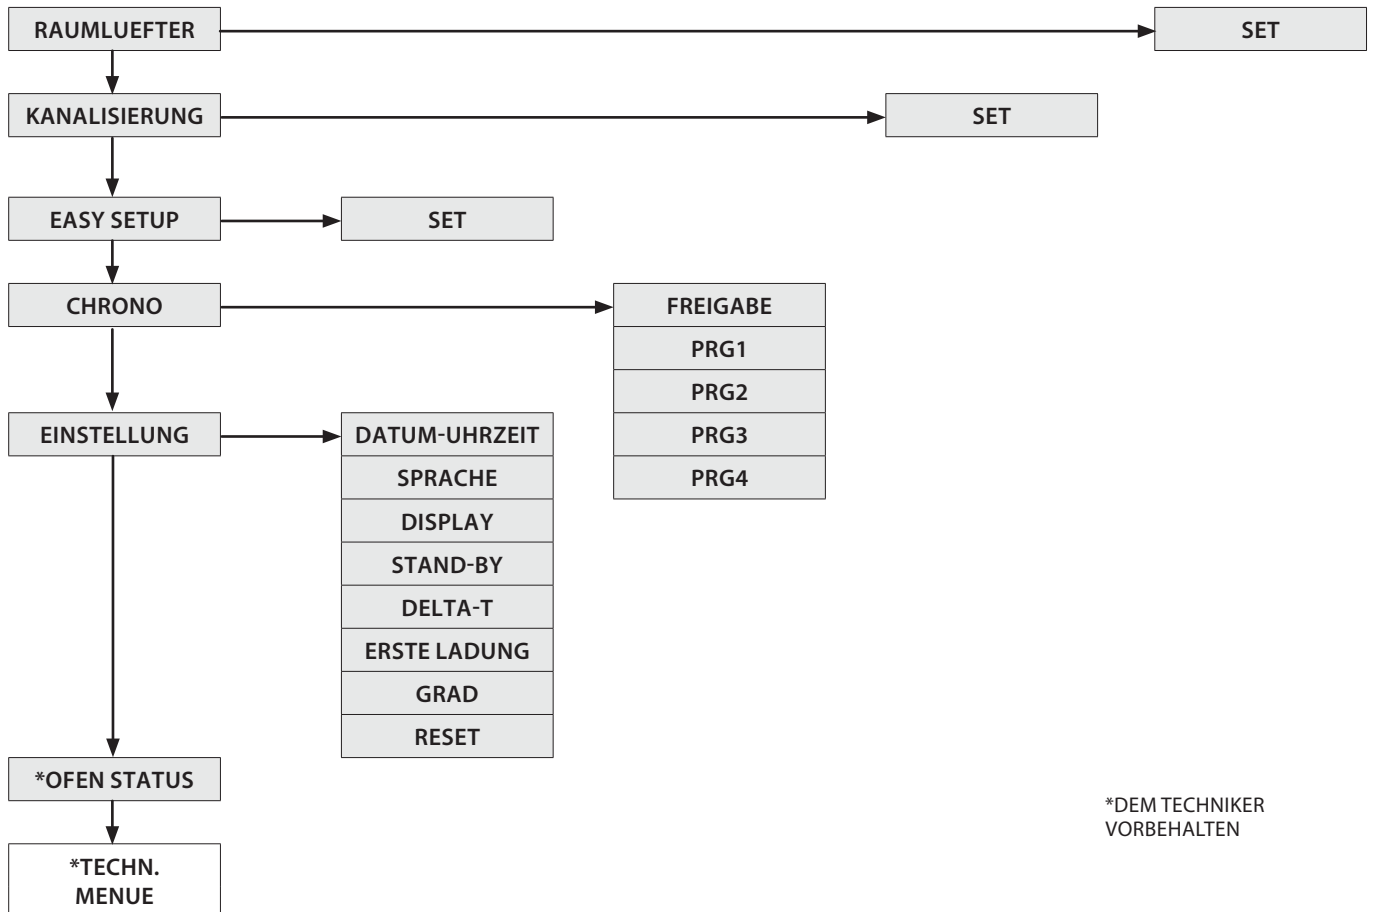 RAUMLUEFTER
SET
KANALISIERUNG
SET
EASY SETUP
SET
CHRONO
FREIGABE
PRG1
PRG2
PRG3
PRG4
EINSTELLUNG
DATUM-UHRZEIT
SPRACHE
DISPLAY
STAND-BY
DELTA-T
ERSTE LADUNG
GRAD
RESET
*OFEN STATUS
*TECHN.
MENUE
*DEM TECHNIKER
VORBEHALTEN